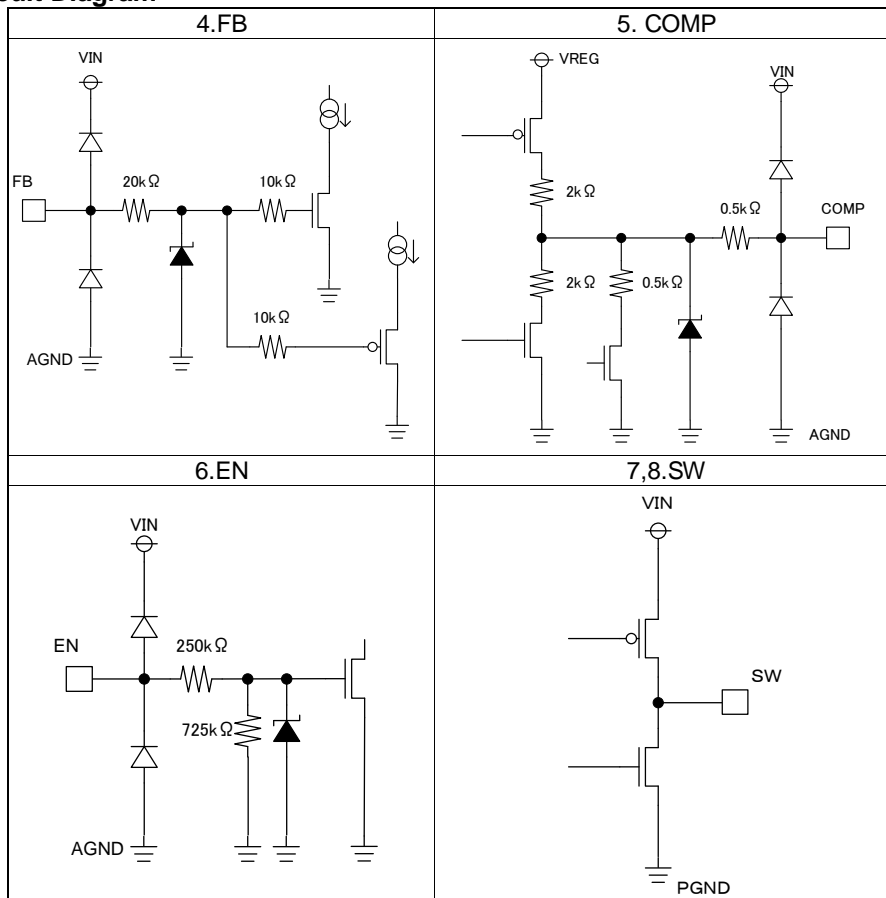 4.FB
5. COMP
VIN
FB
20kΩ
10kΩ
10kΩ
AGND
VREG
VIN
2kΩ
0.5kΩ
COMP
2kΩ
0.5kΩ
AGND
6.EN
7,8.SW
VIN
EN
250kΩ
725kΩ
AGND
VIN
SW
PGND